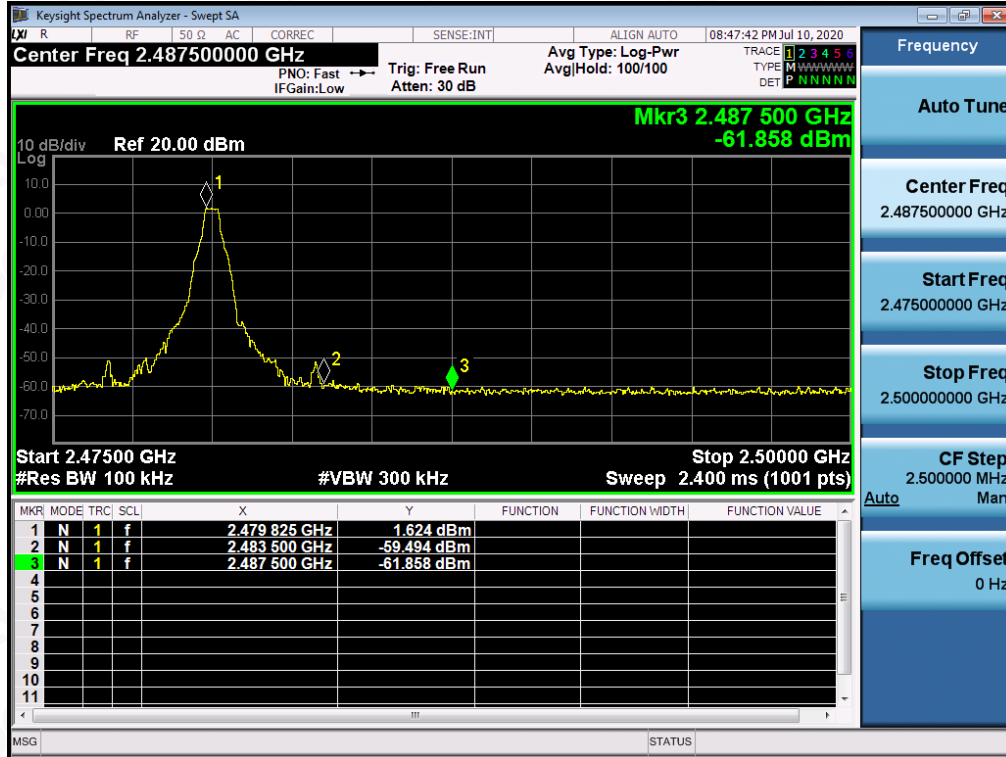 Keysight Spectrum Analyzer - Swept SA
LXI R RF 50 Ω AC CORREC SENSE:INT ALIGN AUTO 08:47:42 PM Jul 10, 2020
Center Freq 2.487500000 GHz
PNO: Fast
IFGain:Low
Trig: Free Run
Atten: 30 dB
Avg Type: Log-Pwr
Avg|Hold: 100/100
TRACE 1 2 3 4 5 6
TYPE M WWWWW
DET P N N N N N
Mkr3 2.487 500 GHz
-61.858 dBm
10 dB/div Ref 20.00 dBm
Log
10.0
0.00
-10.0
-20.0
-30.0
-40.0
-50.0
-60.0
-70.0
1
2
3
Start 2.47500 GHz Stop 2.50000 GHz
#Res BW 100 kHz #VBW 300 kHz Sweep 2.400 ms (1001 pts)
MKR MODE TRC SCL X Y FUNCTION FUNCTION WIDTH FUNCTION VALUE
1 N 1 f 2.479 825 GHz 1.624 dBm
2 N 1 f 2.483 500 GHz -59.494 dBm
3 N 1 f 2.487 500 GHz -61.858 dBm
4
5
6
7
8
9
10
11
MSG STATUS
Frequency
Auto Tune
Center Freq
2.487500000 GHz
Start Freq
2.475000000 GHz
Stop Freq
2.500000000 GHz
CF Step
2.500000 MHz
Auto Man
Freq Offset
0 Hz